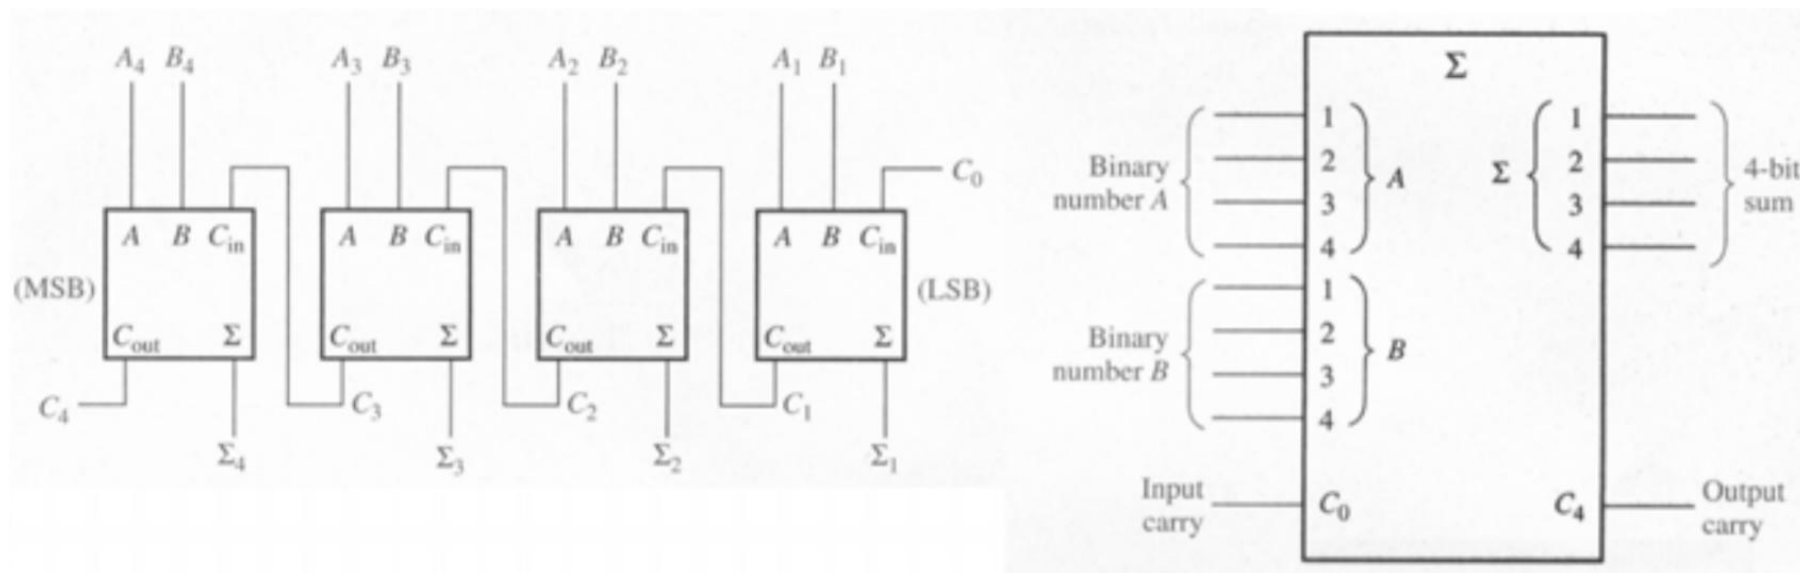 A₄ B₄ A₃ B₃ A₂ B₂ A₁ B₁
C₀
A B Cin A B Cin A B Cin A B Cin
(MSB) (LSB)
Cout Σ Cout Σ Cout Σ Cout Σ
C₄ C₃ C₂ C₁
Σ₄ Σ₃ Σ₂ Σ₁
Σ
Binary
number A
1
2
3
4
A
Binary
number B
1
2
3
4
B
Input
carry
C₀
Σ
1
2
3
4
4-bit
sum
C₄
Output
carry